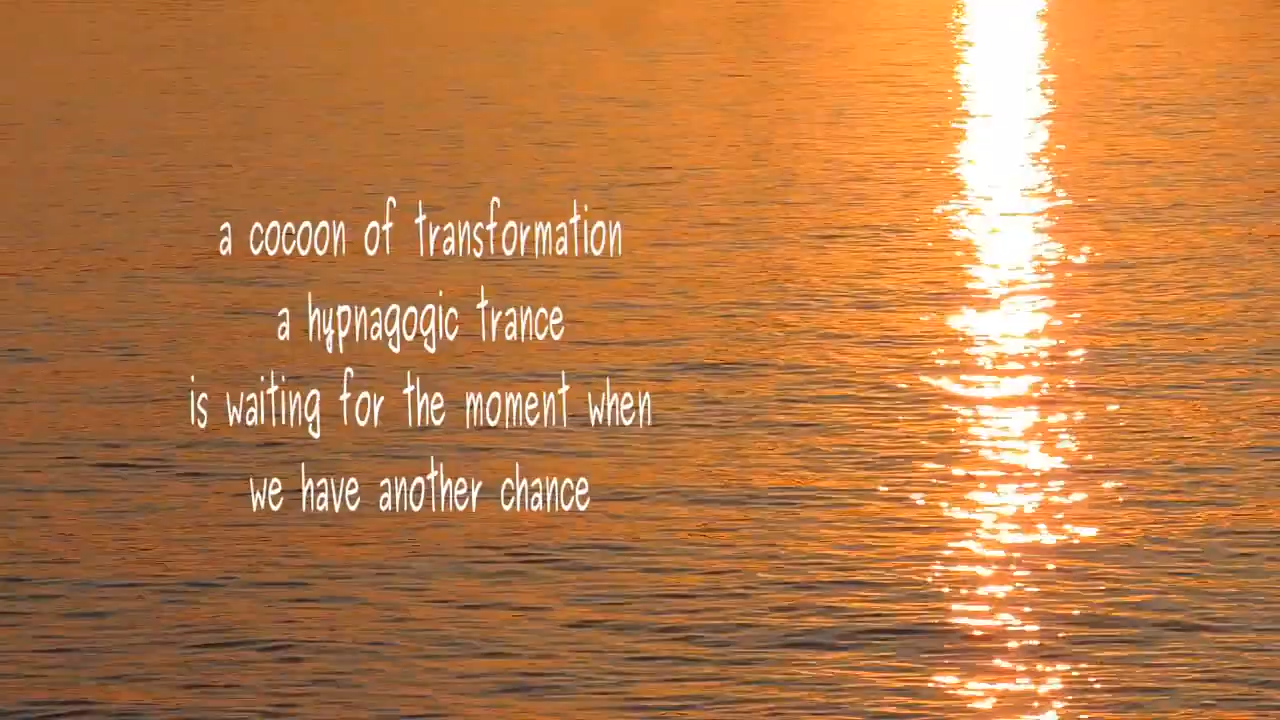 a cocoon of transformation
a hypnagogic trance
is waiting for the moment when
we have another chance